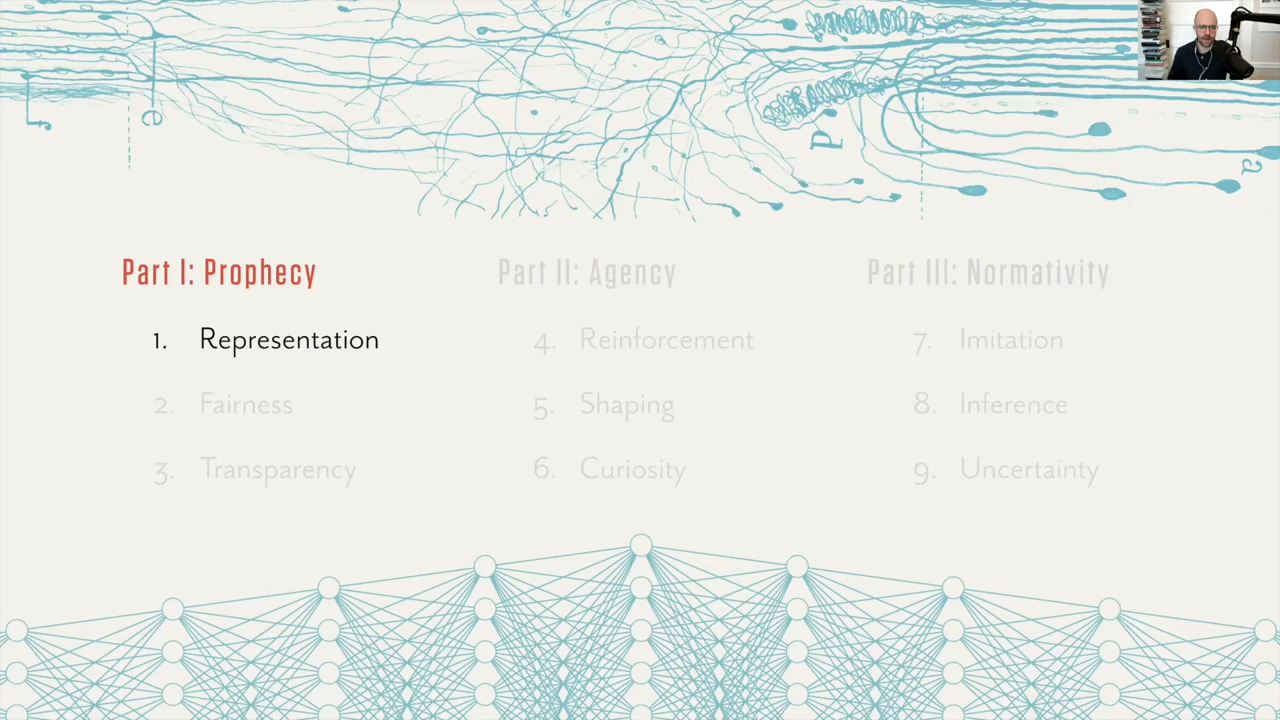 f
e
P
a
Part I: Prophecy
1. Representation
2. Fairness
3. Transparency
Part II: Agency
4. Reinforcement
5. Shaping
6. Curiosity
Part III: Normativity
7. Imitation
8. Inference
9. Uncertainty